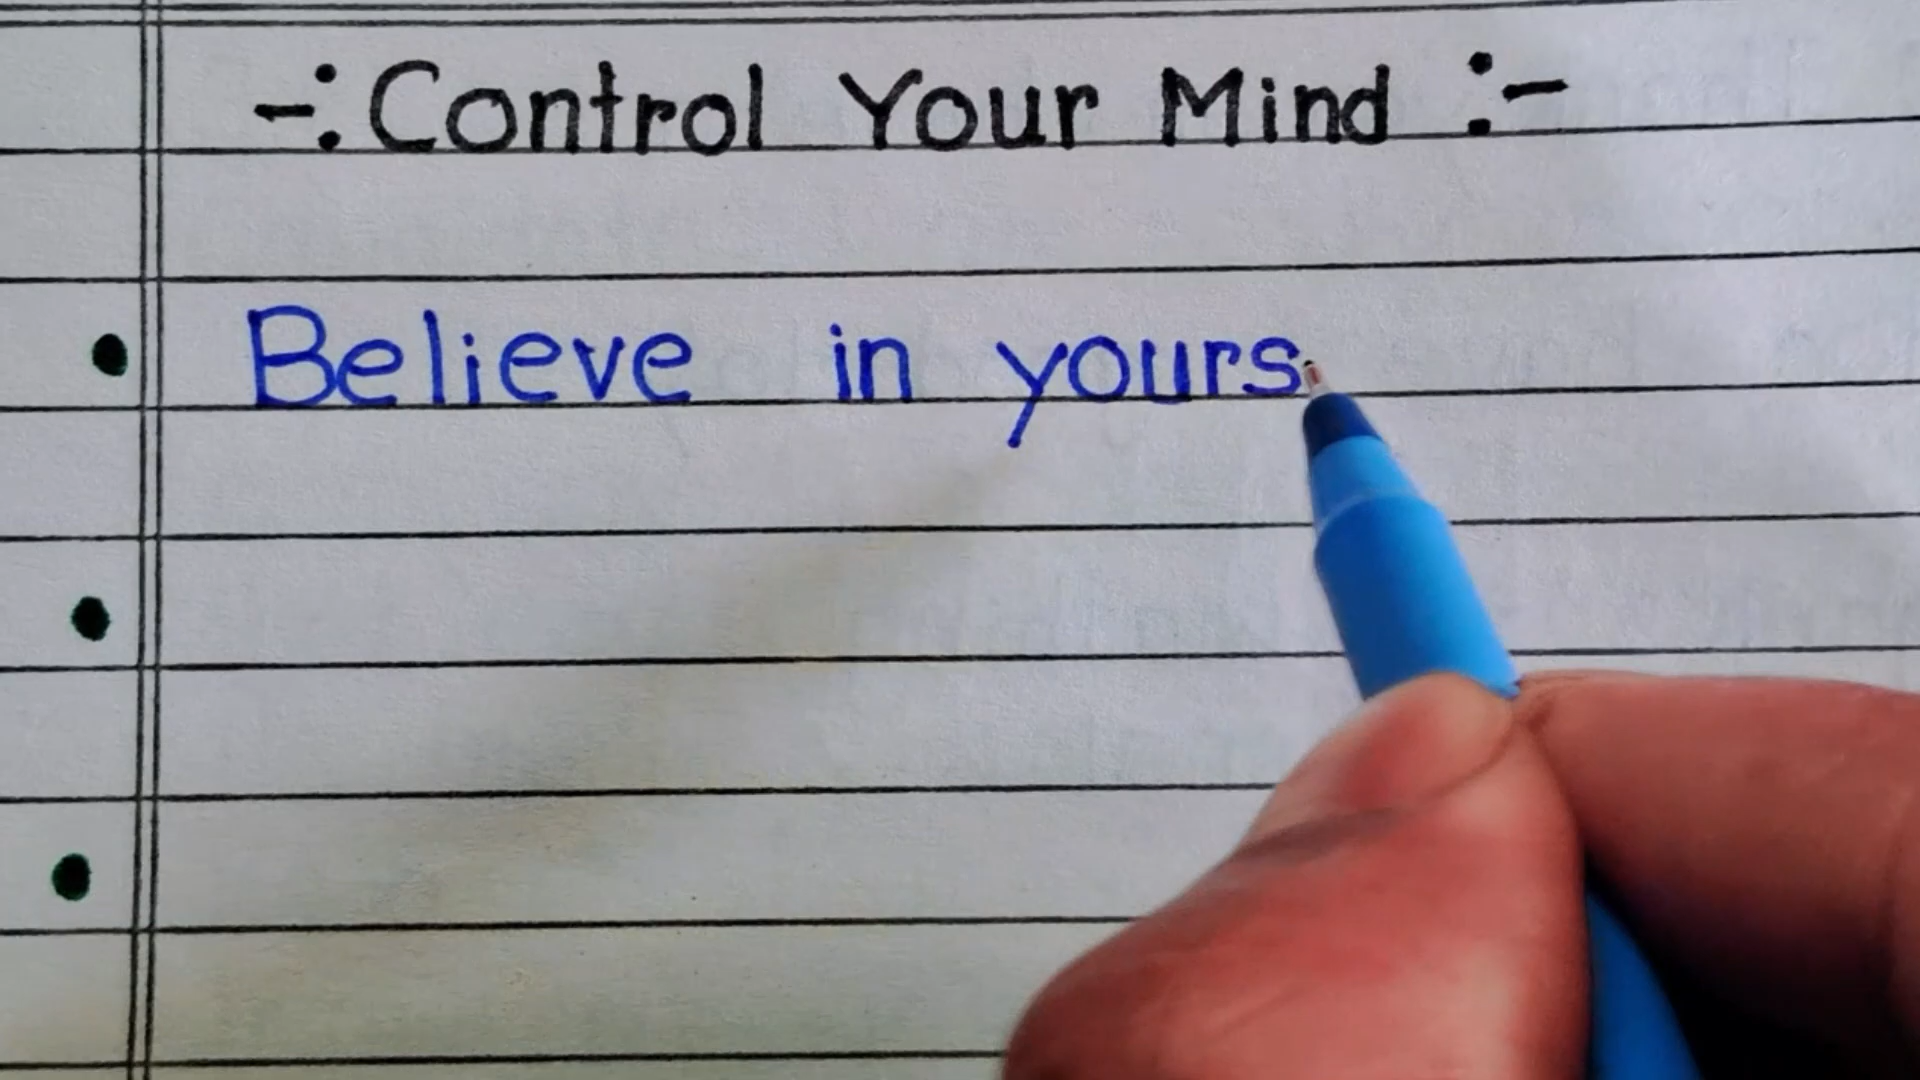 -:Control Your Mind :-
• Believe in yours
•
•